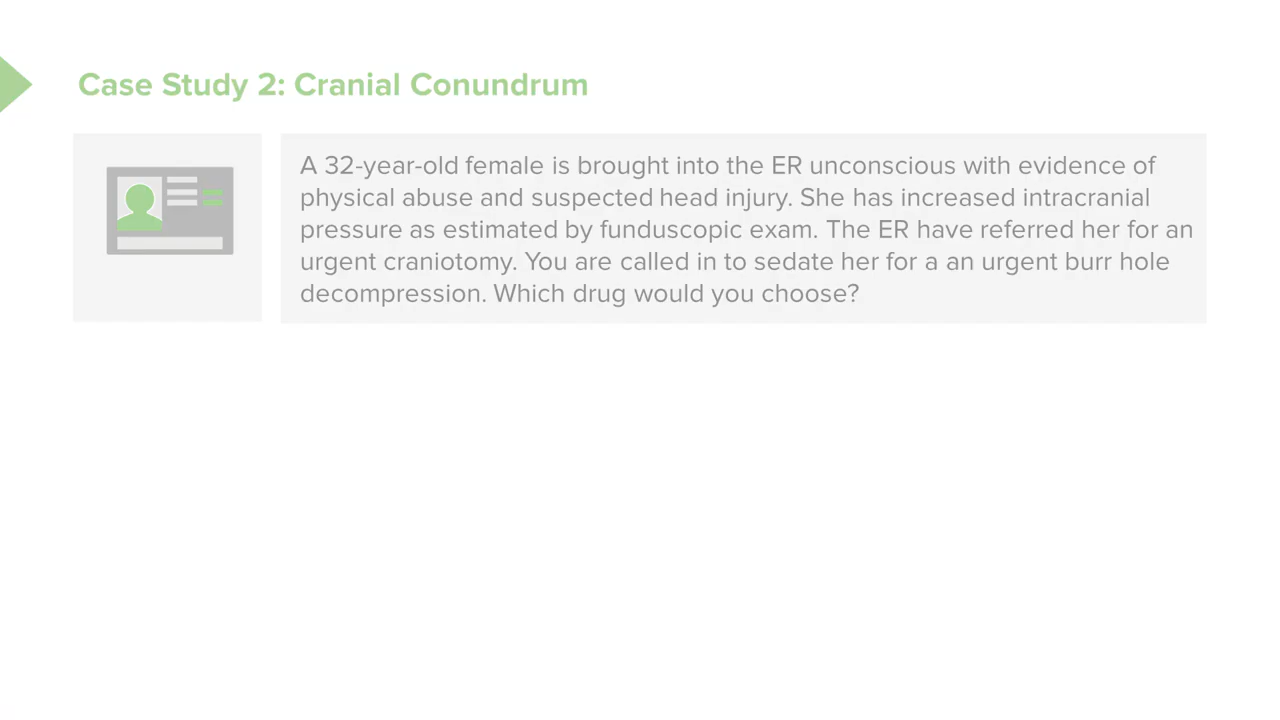 Case Study 2: Cranial Conundrum
A 32-year-old female is brought into the ER unconscious with evidence of
physical abuse and suspected head injury. She has increased intracranial
pressure as estimated by funduscopic exam. The ER have referred her for an
urgent craniotomy. You are called in to sedate her for a an urgent burr hole
decompression. Which drug would you choose?